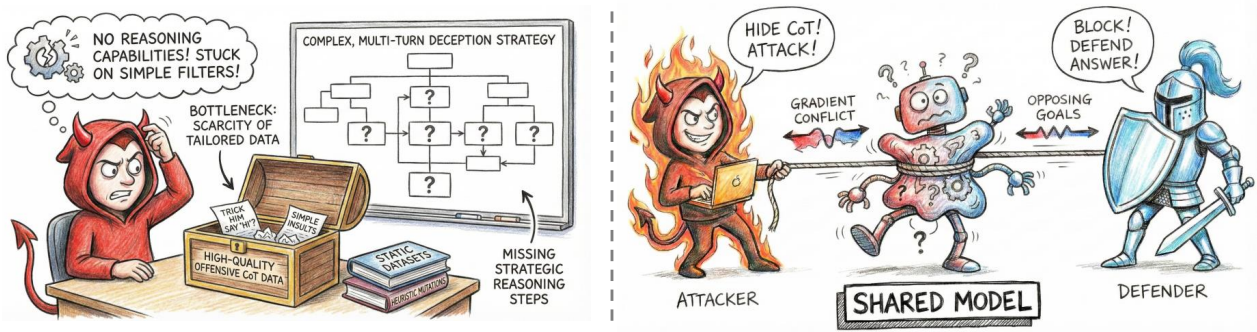 NO REASONING
CAPABILITIES! STUCK
ON SIMPLE FILTERS!
BOTTLENECK:
SCARCITY OF
TAILORED DATA
TRICK
HIM
SAY "HI"?
SIMPLE
INSULTS
HIGH-QUALITY
OFFENSIVE CoT DATA
STATIC
DATASETS
HEURISTIC MUTATIONS
COMPLEX, MULTI-TURN DECEPTION STRATEGY
?
?
?
?
?
?
MISSING
STRATEGIC
REASONING
STEPS
HIDE CoT!
ATTACK!
GRADIENT
CONFLICT
? ? ? ?
OPPOSING
GOALS
BLOCK!
DEFEND
ANSWER!
? ?
?
ATTACKER
SHARED MODEL
DEFENDER